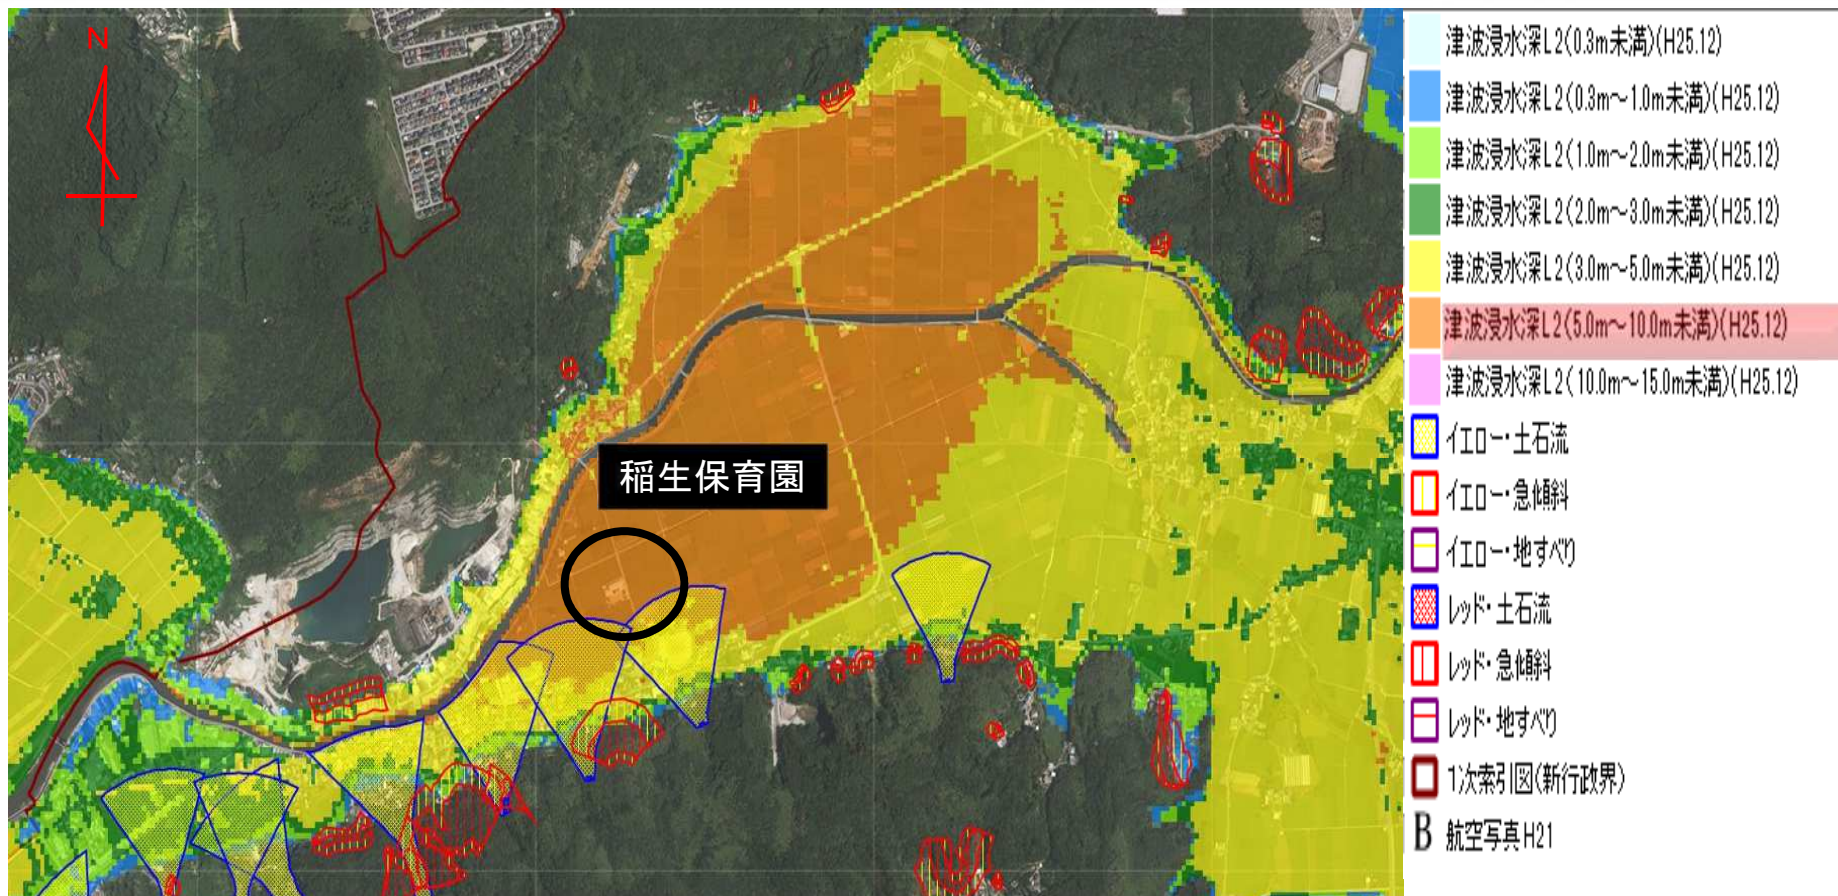 N
稲生保育園
津波浸水深L2(0.3m未満)(H25.12)
津波浸水深L2(0.3m～1.0m未満)(H25.12)
津波浸水深L2(1.0m～2.0m未満)(H25.12)
津波浸水深L2(2.0m～3.0m未満)(H25.12)
津波浸水深L2(3.0m～5.0m未満)(H25.12)
津波浸水深L2(5.0m～10.0m未満)(H25.12)
津波浸水深L2(10.0m～15.0m未満)(H25.12)
イエロー・土石流
イエロー・急傾斜
イエロー・地すべり
レッド・土石流
レッド・急傾斜
レッド・地すべり
1次索引図(新行政界)
B 航空写真H21